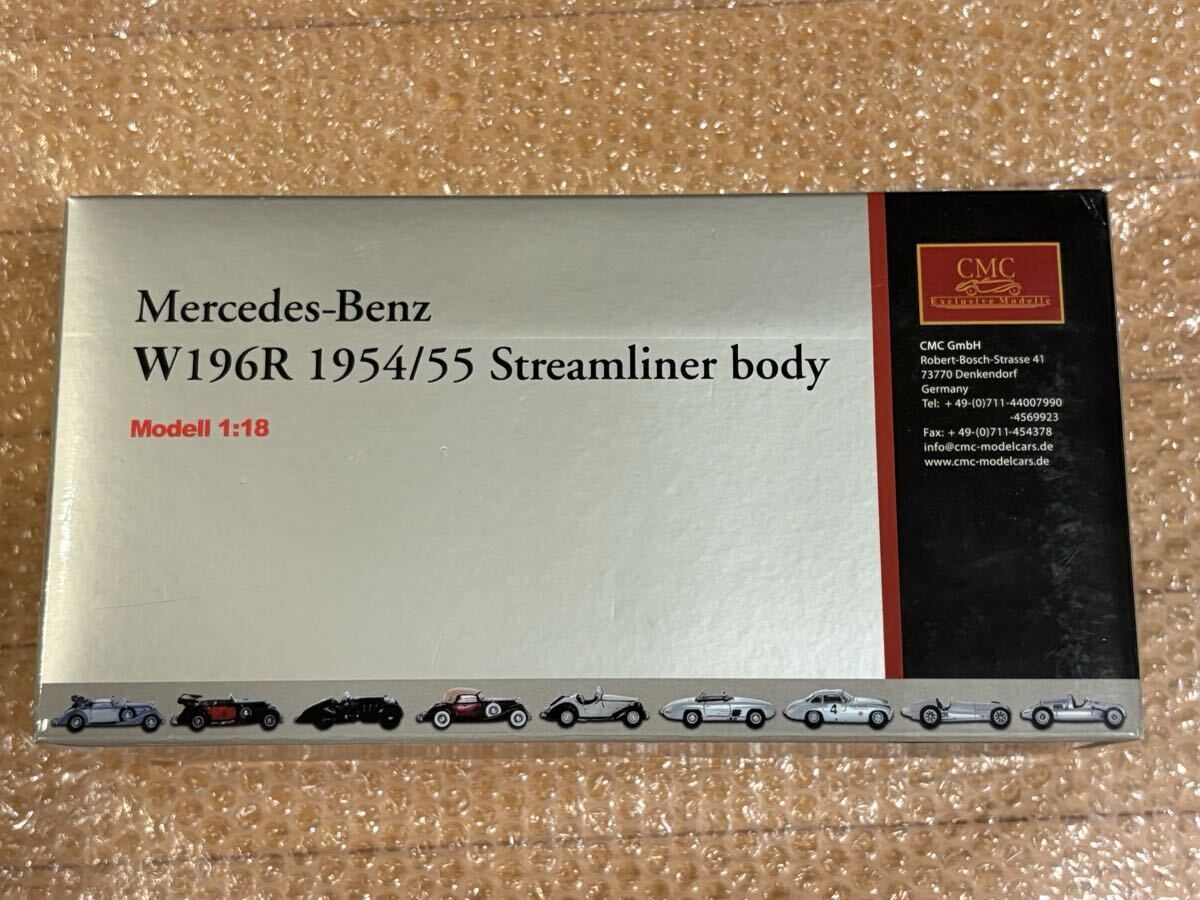 Mercedes-Benz
W196R 1954/55 Streamliner body
Modell 1:18
CMC
Exclusive Modelle
CMC GmbH
Robert-Bosch-Strasse 41
73770 Denkendorf
Germany
Tel: + 49-(0)711-44007990
-4569923
Fax: + 49-(0)711-454378
info@cmc-modelcars.de
www.cmc-modelcars.de
4